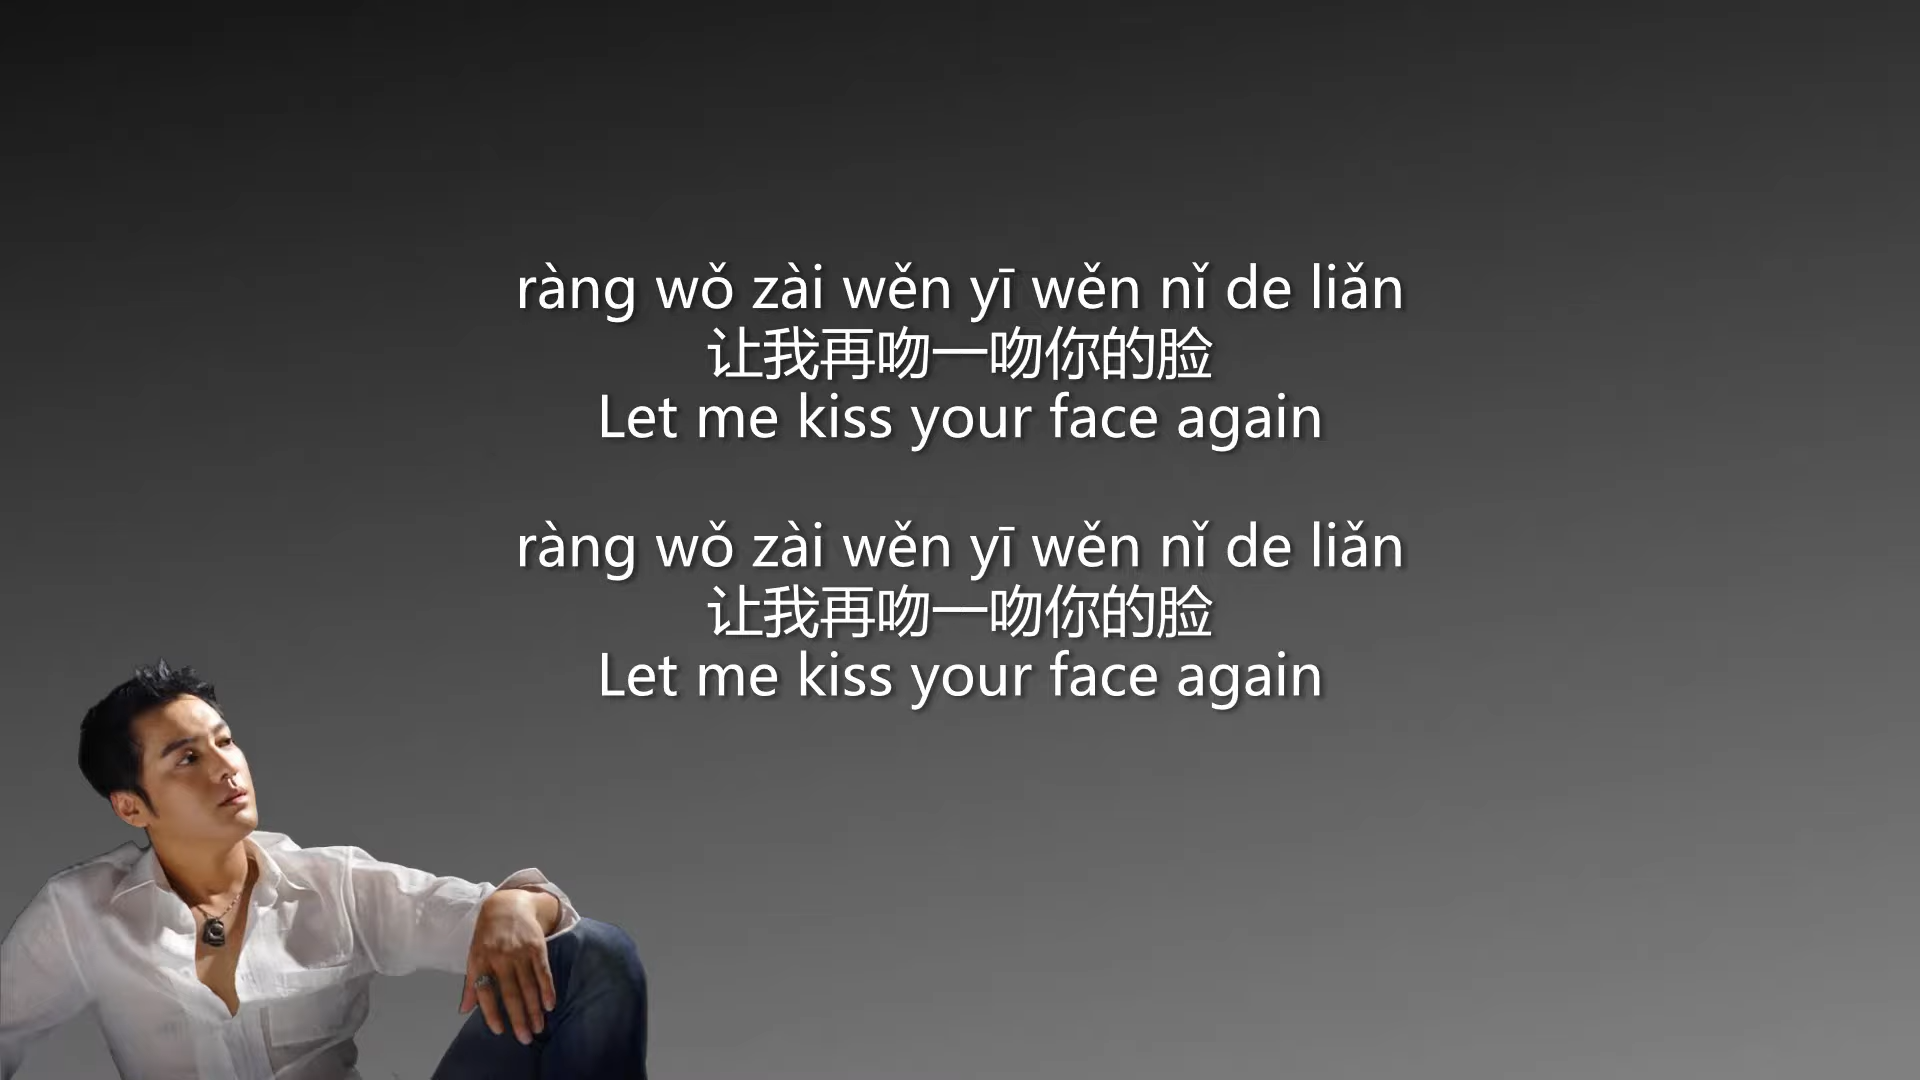 ràng wǒ zài wěn yī wěn nǐ de liǎn
让我再吻一吻你的脸
Let me kiss your face again
ràng wǒ zài wěn yī wěn nǐ de liǎn
让我再吻一吻你的脸
Let me kiss your face again